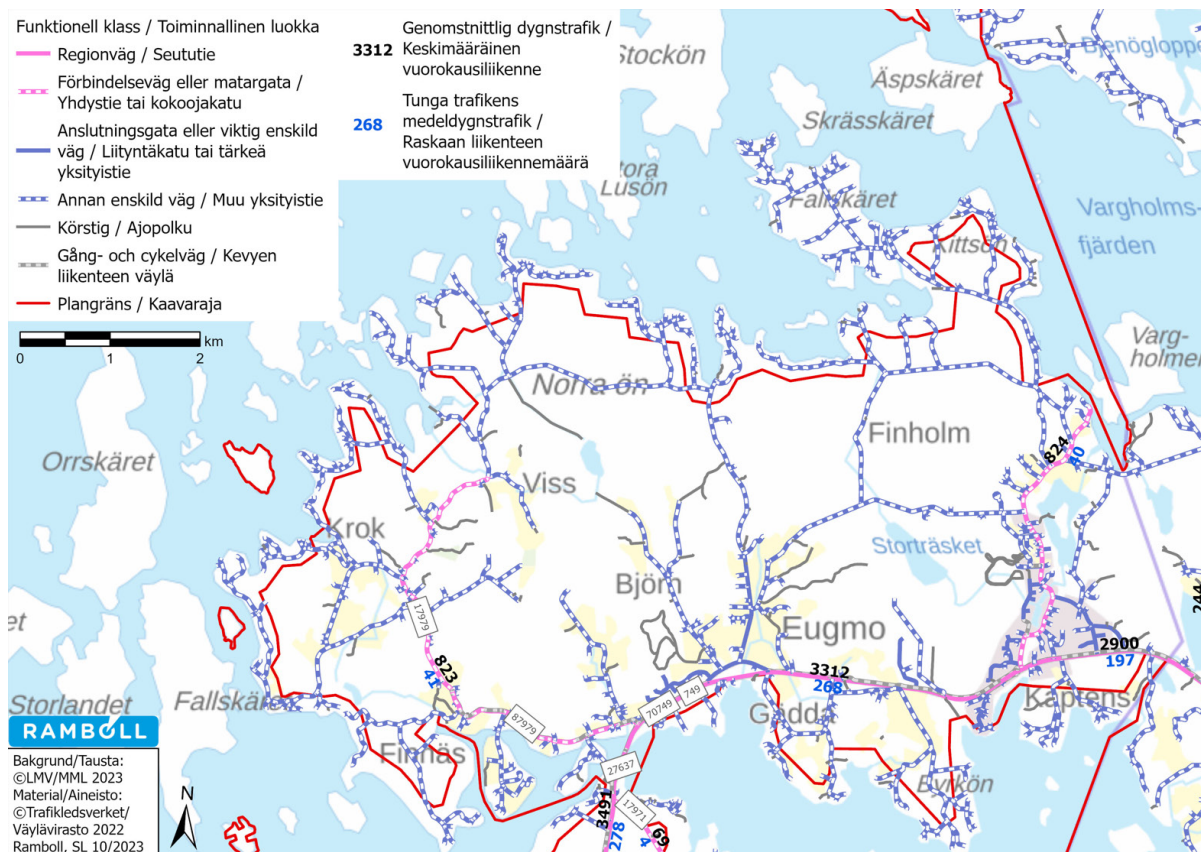 Funktionell klass / Toiminnallinen luokka
Regionväg / Seututie
Förbindelseväg eller matargata /
Yhdystie tai kokoojakatu
Anslutningsgata eller viktig enskild
väg / Liityntäkatu tai tärkeä
yksityistie
Annan enskild väg / Muu yksityistie
Körstig / Ajopolku
Gång- och cykelväg / Kevyen
liikenteen väylä
Plangräns / Kaavaraja
3312
Genomstnittlig dygnstrafik /
Keskimääräinen
vuorokausiliikenne
268
Tunga trafikens
medeldygnstrafik /
Raskaan liikenteen
vuorokausiliikennemäärä
0 1 2 km
Stockön
Äspskäret
Skrässkäret
Lusön
Fallskäret
Kittsön
Vargholms-
fjärden
Varg-
holmen
Norra ön
Finholm
Orrskäret
Viss
Krok
824
40
Storträsket
Björn
Eugmo
17979
823
41
2900
197
244
3312
268
749
70749
87979
Storlandet
Fallskäret
Gädda
Kaptens
Finnäs
Byrkön
27637
3491
278
17971
69
4
RAMBOLL
Bakgrund/Tausta:
©LMV/MML 2023
Material/Aineisto:
©Trafikledsverket/
Väylävirasto 2022
Ramboll, SL 10/2023
N